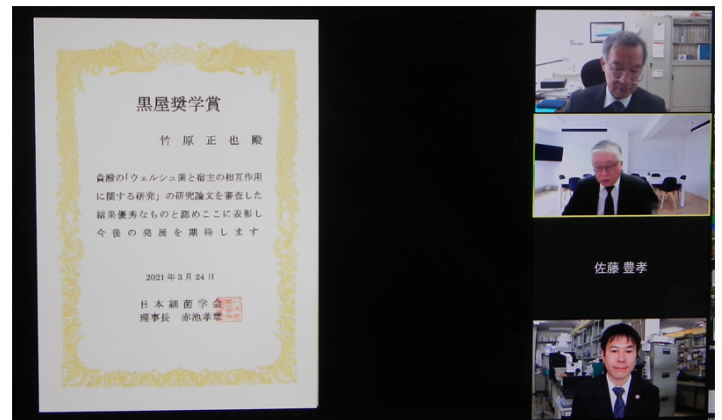 黒屋奨学賞
竹原正也 殿
貴殿の「ウェルシュ菌と宿主の相互作用
に関する研究」の研究論文を審査した
結果優秀なものと認めここに表彰し
今後の発展を期待します
2021年3月24日
日本細菌学会
理事長 赤池孝章
佐藤 豊孝